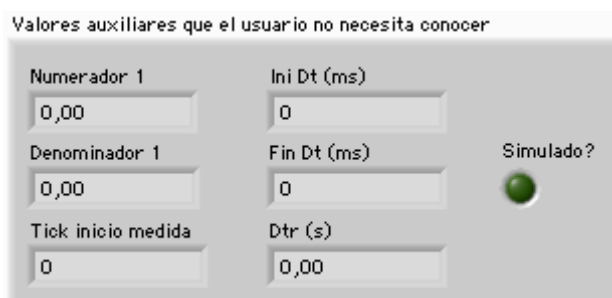 Valores auxiliares que el usuario no necesita conocer
Numerador 1
0,00
Ini Dt (ms)
0
Denominador 1
0,00
Fin Dt (ms)
0
Simulado?
Tick inicio medida
0
Dtr (s)
0,00